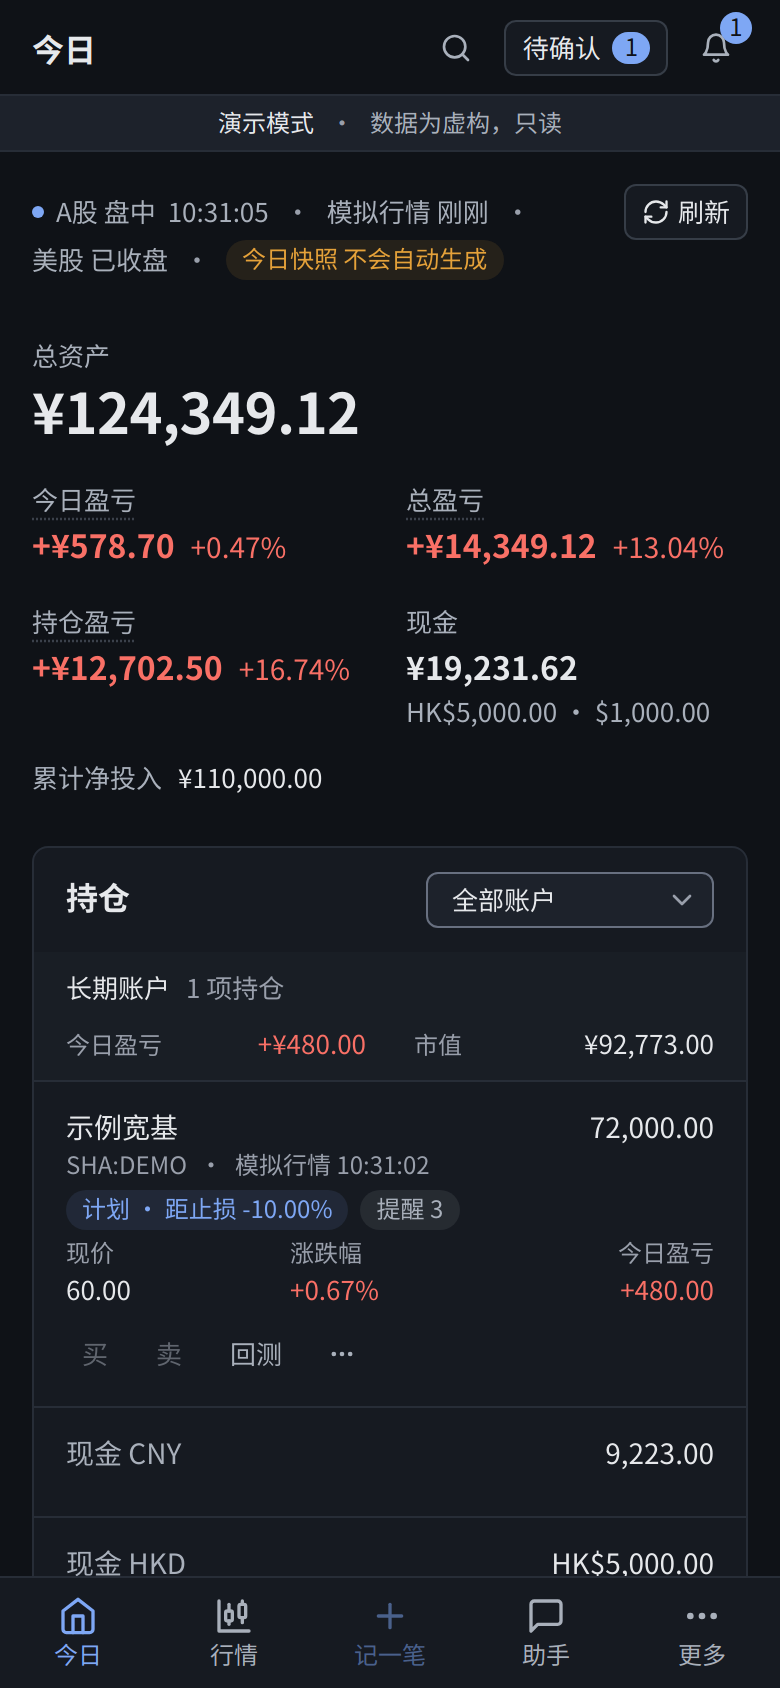 今日
待确认 1
1
演示模式 · 数据为虚构，只读
A股 盘中 10:31:05 · 模拟行情 刚刚 ·
刷新
美股 已收盘 · 今日快照 不会自动生成
总资产
¥124,349.12
今日盈亏 总盈亏
+¥578.70 +0.47% +¥14,349.12 +13.04%
持仓盈亏 现金
+¥12,702.50 +16.74% ¥19,231.62
HK$5,000.00 · $1,000.00
累计净投入 ¥110,000.00
持仓 全部账户
长期账户 1 项持仓
今日盈亏 +¥480.00 市值 ¥92,773.00
示例宽基 72,000.00
SHA:DEMO · 模拟行情 10:31:02
计划 · 距止损 -10.00% 提醒 3
现价 涨跌幅 今日盈亏
60.00 +0.67% +480.00
买 卖 回测 ···
现金 CNY 9,223.00
现金 HKD HK$5,000.00
今日 行情 记一笔 助手 更多